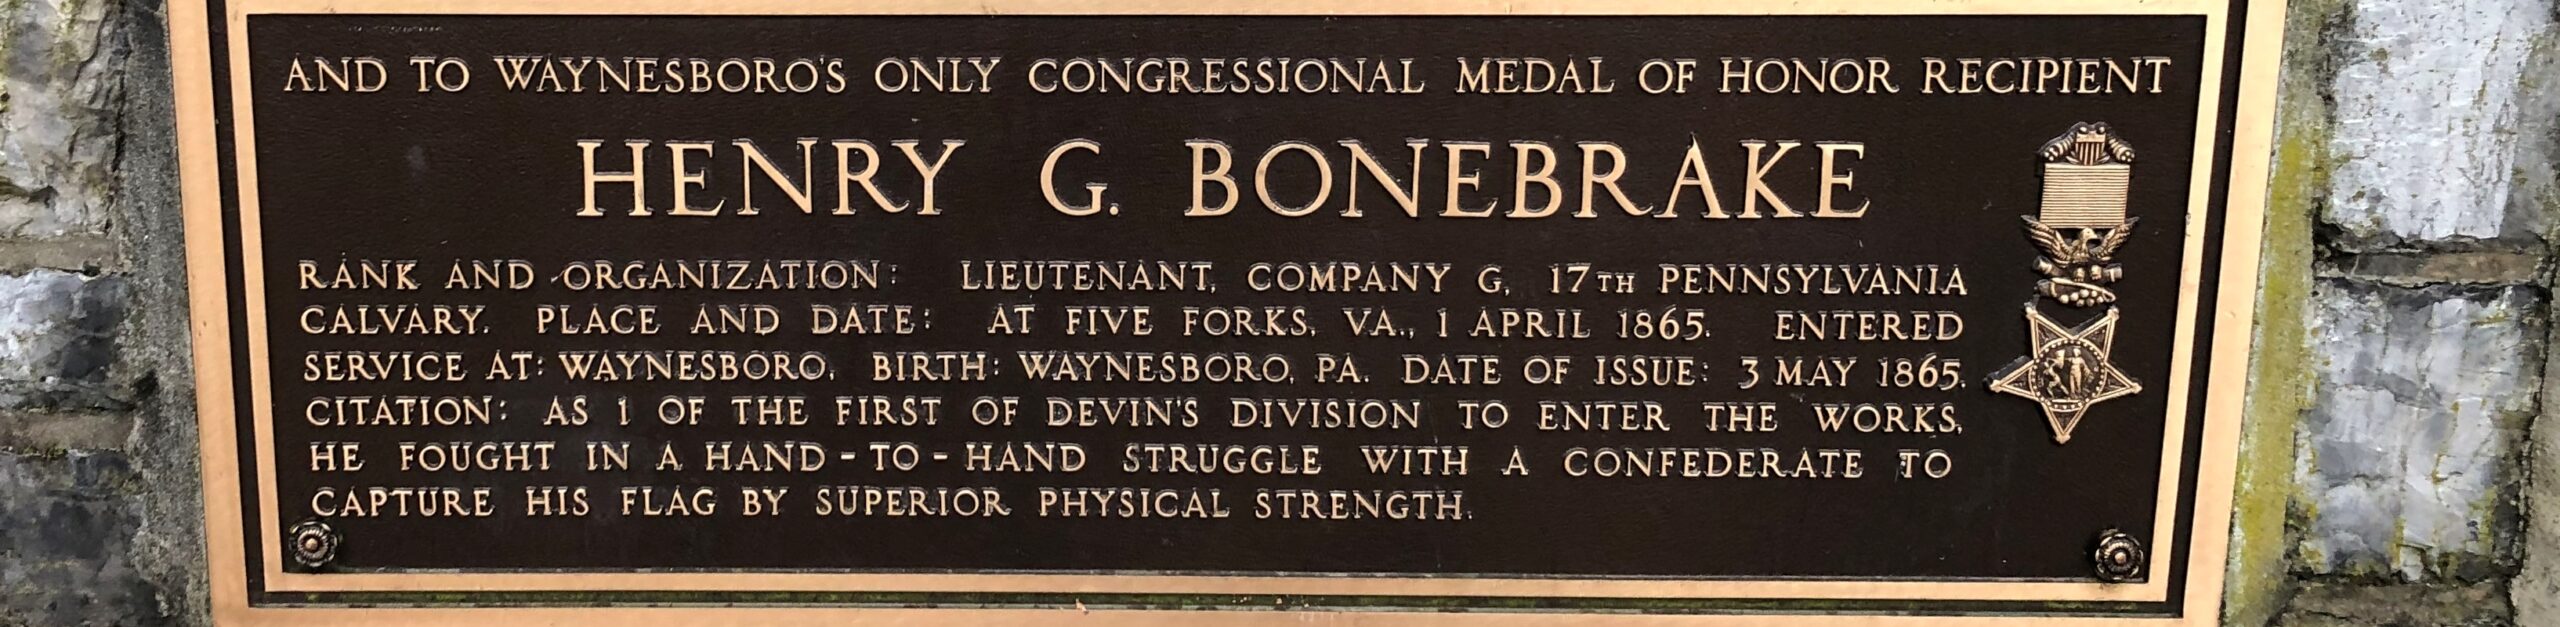 AND TO WAYNESBORO'S ONLY CONGRESSIONAL MEDAL OF HONOR RECIPIENT
HENRY G. BONEBRAKE
RANK AND ORGANIZATION: LIEUTENANT, COMPANY G, 17TH PENNSYLVANIA
CALVARY. PLACE AND DATE: AT FIVE FORKS, VA., 1 APRIL 1865. ENTERED
SERVICE AT: WAYNESBORO, BIRTH: WAYNESBORO, PA. DATE OF ISSUE: 3 MAY 1865.
CITATION: AS 1 OF THE FIRST OF DEVIN'S DIVISION TO ENTER THE WORKS,
HE FOUGHT IN A HAND-TO-HAND STRUGGLE WITH A CONFEDERATE TO
CAPTURE HIS FLAG BY SUPERIOR PHYSICAL STRENGTH.